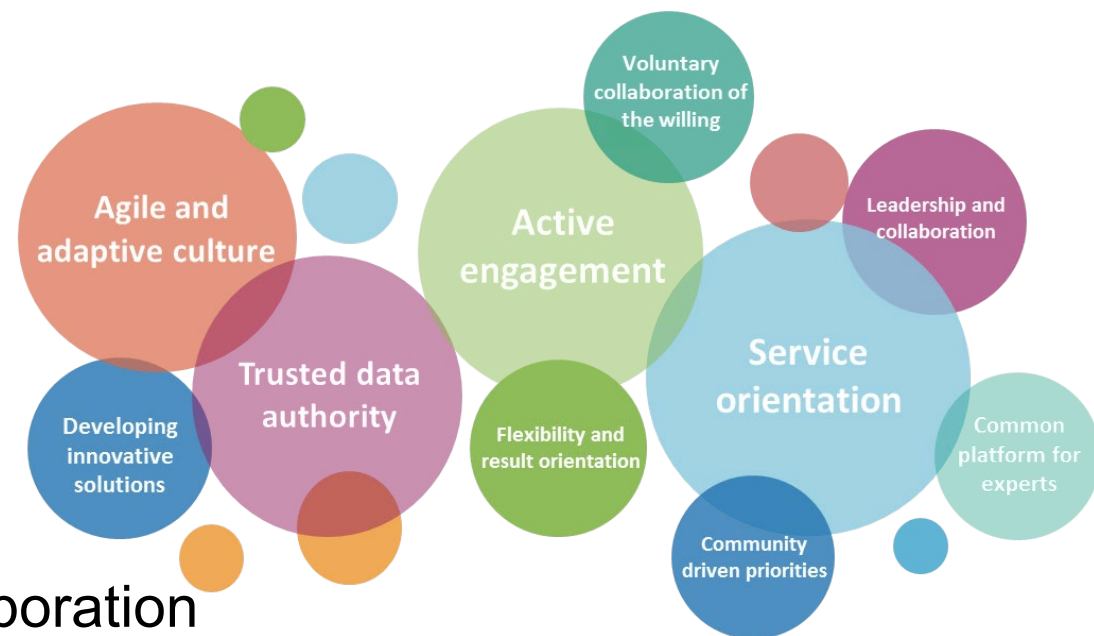 Voluntary
collaboration of
the willing
Agile and
adaptive culture
Active
engagement
Leadership and
collaboration
Trusted data
authority
Service
orientation
Developing
innovative
solutions
Flexibility and
result orientation
Common
platform for
experts
Community
driven priorities